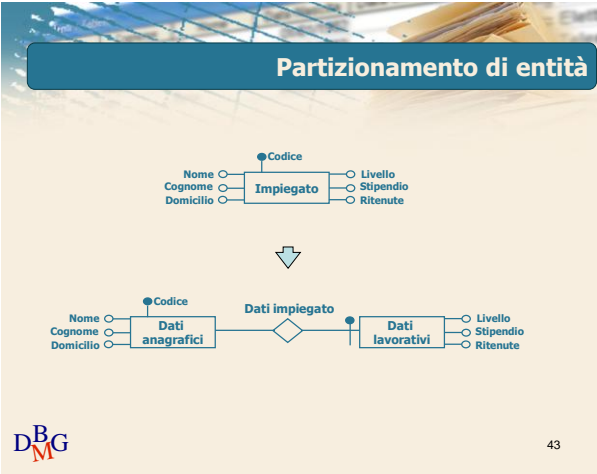 Partizionamento di entità
Codice
Nome
Cognome
Domicilio
Impiegato
Livello
Stipendio
Ritenute
Codice
Nome
Cognome
Domicilio
Dati
anagrafici
Dati impiegato
Dati
lavorativi
Livello
Stipendio
Ritenute
DBMG
43